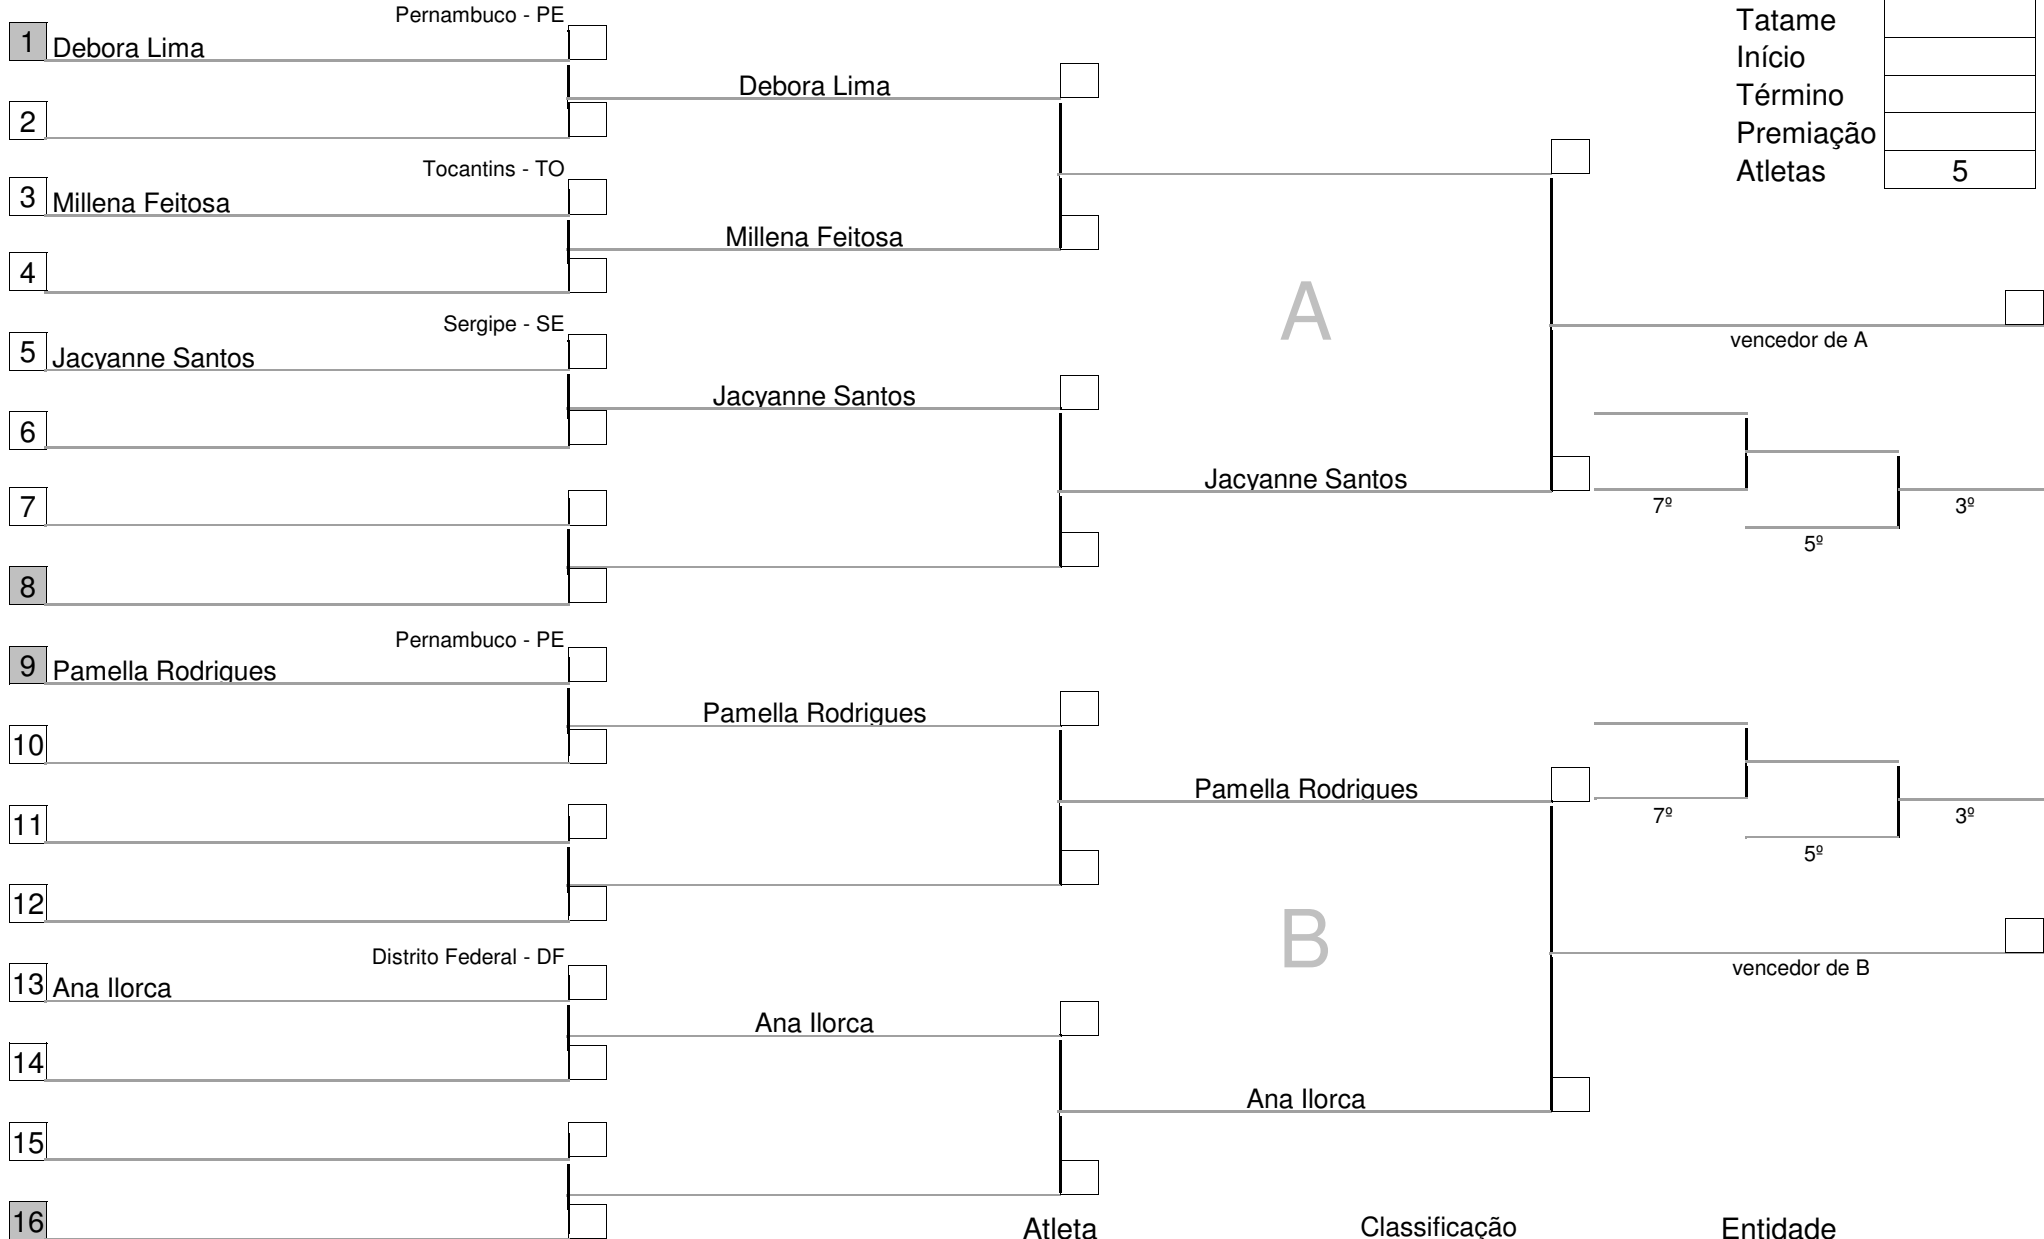 Pernambuco - PE
1 Debora Lima
Tatame
Início
Debora Lima
Término
2
Premiação
Tocantins - TO
Atletas 5
3 Millena Feitosa
Millena Feitosa
4
A
Sergipe - SE
vencedor de A
5 Jacyanne Santos
Jacyanne Santos
6
Jacyanne Santos
7
7º 3º
5º
8
Pernambuco - PE
9 Pamella Rodrigues
Pamella Rodrigues
10
Pamella Rodrigues
7º 3º
11
5º
12
B
Distrito Federal - DF
vencedor de B
13 Ana Ilorca
Ana Ilorca
14
Ana Ilorca
15
16
Atleta Classificação Entidade